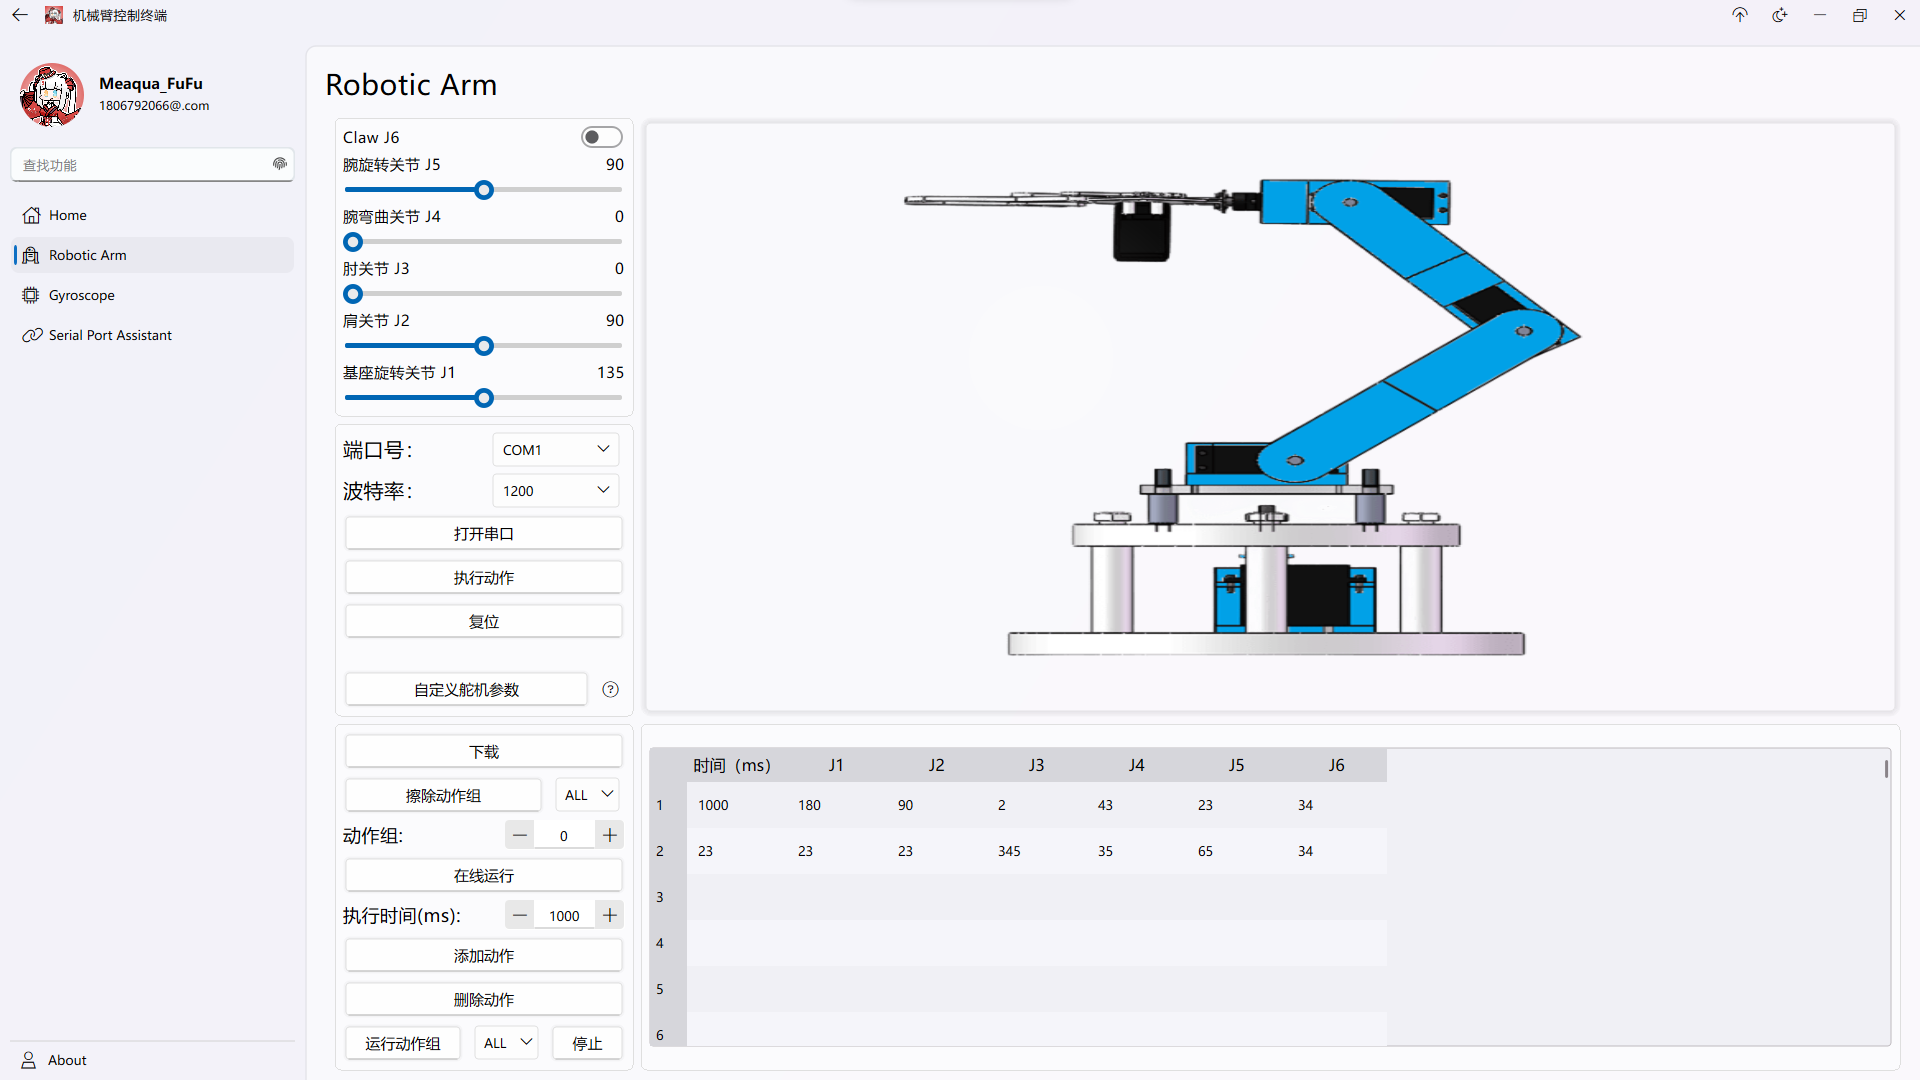 机械臂控制终端
Meaqua_FuFu
1806792066@.com
查找功能
Home
Robotic Arm
Gyroscope
Serial Port Assistant
About
Robotic Arm
Claw J6
腕旋转关节 J5 90
腕弯曲关节 J4 0
肘关节 J3 0
肩关节 J2 90
基座旋转关节 J1 135
端口号： COM1
波特率： 1200
打开串口
执行动作
复位
自定义舵机参数 ?
下载
擦除动作组 ALL
动作组: 0
在线运行
执行时间(ms): 1000
添加动作
删除动作
运行动作组 ALL 停止
时间（ms） J1 J2 J3 J4 J5 J6
1 1000 180 90 2 43 23 34
2 23 23 23 345 35 65 34
3
4
5
6